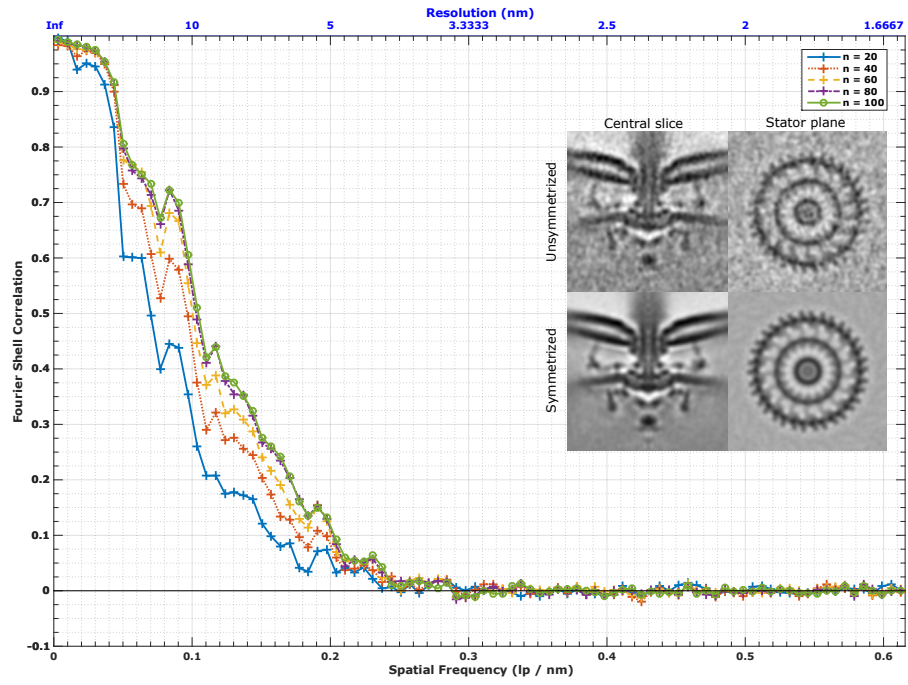 Resolution (nm)
Inf 10 5 3.3333 2.5 2 1.6667
n = 20
n = 40
n = 60
n = 80
n = 100
Central slice Stator plane
Unsymmetrized
Symmetrized
Fourier Shell Correlation
0.9
0.8
0.7
0.6
0.5
0.4
0.3
0.2
0.1
0
-0.1
0 0.1 0.2 0.3 0.4 0.5 0.6
Spatial Frequency (lp / nm)